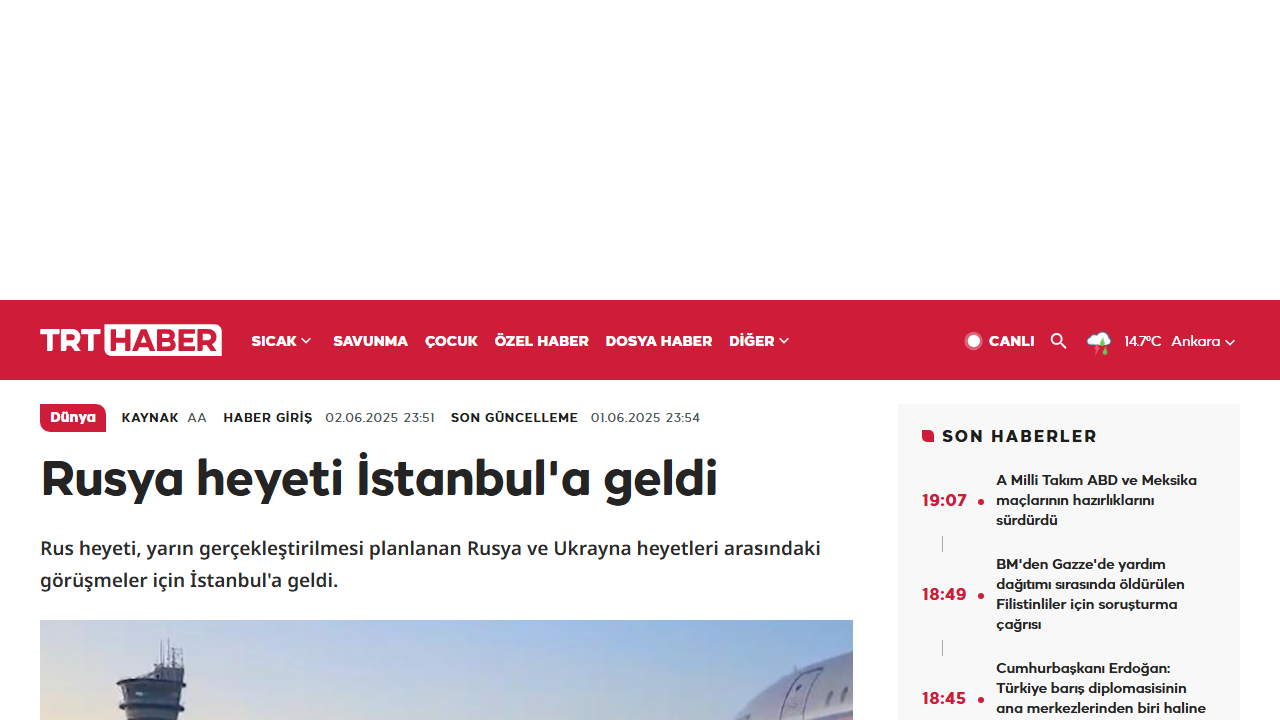 TRT HABER SICAK SAVUNMA ÇOCUK ÖZEL HABER DOSYA HABER DİĞER CANLI 14.7°C Ankara
Dünya KAYNAK AA HABER GİRİŞ 02.06.2025 23:51 SON GÜNCELLEME 01.06.2025 23:54
Rusya heyeti İstanbul'a geldi
Rus heyeti, yarın gerçekleştirilmesi planlanan Rusya ve Ukrayna heyetleri arasındaki
görüşmeler için İstanbul'a geldi.
SON HABERLER
19:07
A Milli Takım ABD ve Meksika
maçlarının hazırlıklarını
sürdürdü
18:49
BM'den Gazze'de yardım
dağıtımı sırasında öldürülen
Filistinliler için soruşturma
çağrısı
18:45
Cumhurbaşkanı Erdoğan:
Türkiye barış diplomasisinin
ana merkezlerinden biri haline